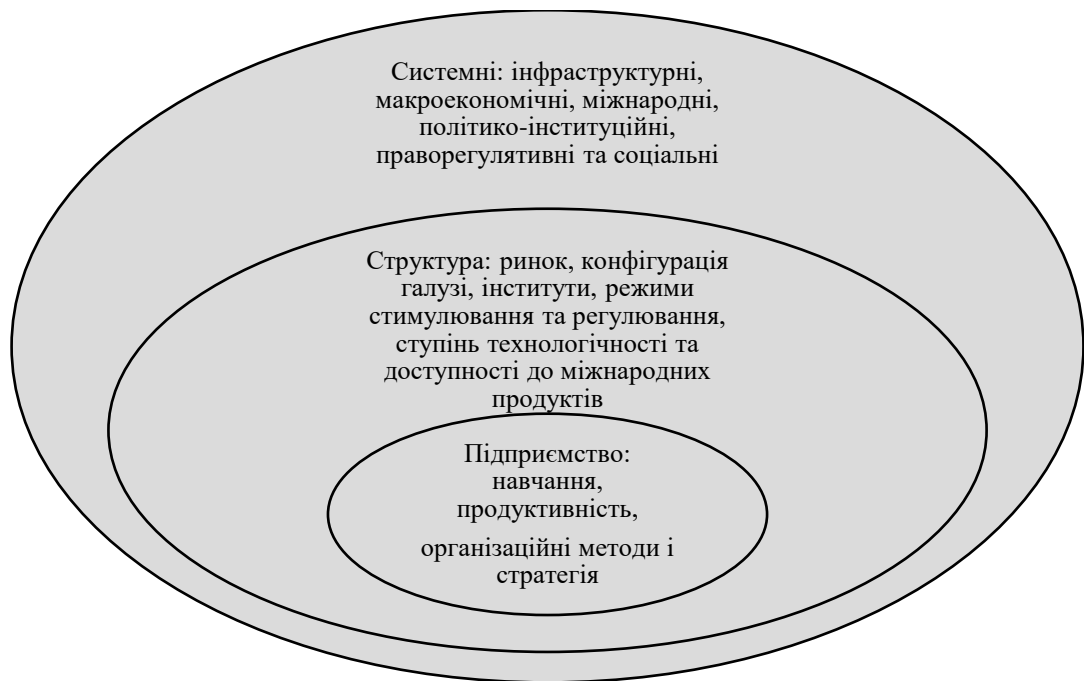 Системні: інфраструктурні,
макроекономічні, міжнародні,
політико-інституційні,
праворегулятивні та соціальні
Структура: ринок, конфігурація
галузі, інститути, режими
стимулювання та регулювання,
ступінь технологічності та
доступності до міжнародних
продуктів
Підприємство:
навчання,
продуктивність,
організаційні методи і
стратегія